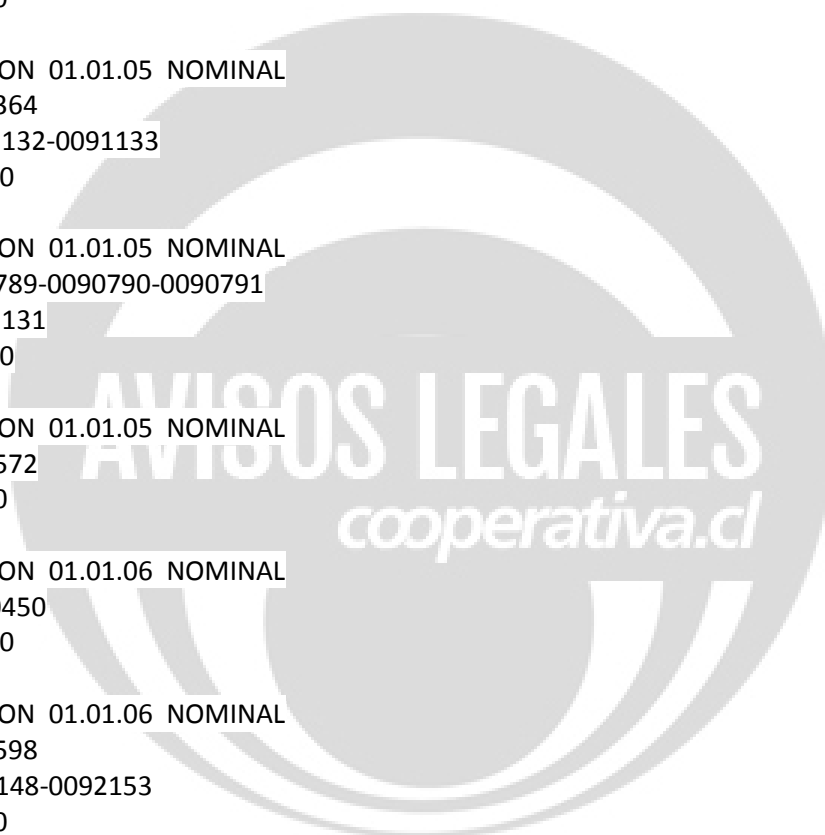 0
ON 01.01.05 NOMINAL
364
132-0091133
0
ON 01.01.05 NOMINAL
789-0090790-0090791
131
0
ON 01.01.05 NOMINAL
572
0
ON 01.01.06 NOMINAL
0450
0
ON 01.01.06 NOMINAL
598
148-0092153
0
AVISOS LEGALES
cooperativa.cl